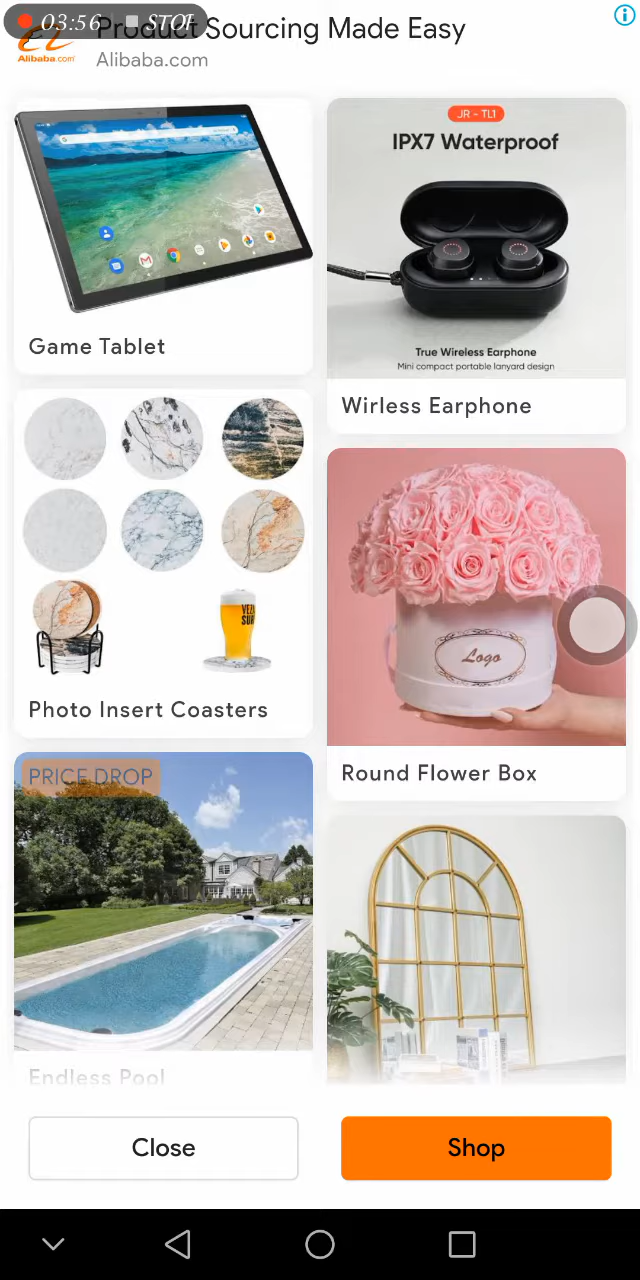 03:56 STOP
Product Sourcing Made Easy
Alibaba.com
Alibaba.com
Game Tablet
JR - TL1
IPX7 Waterproof
True Wireless Earphone
Mini compact portable lanyard design
Wirless Earphone
Photo Insert Coasters
Logo
Round Flower Box
PRICE DROP
Endless Pool
Close
Shop